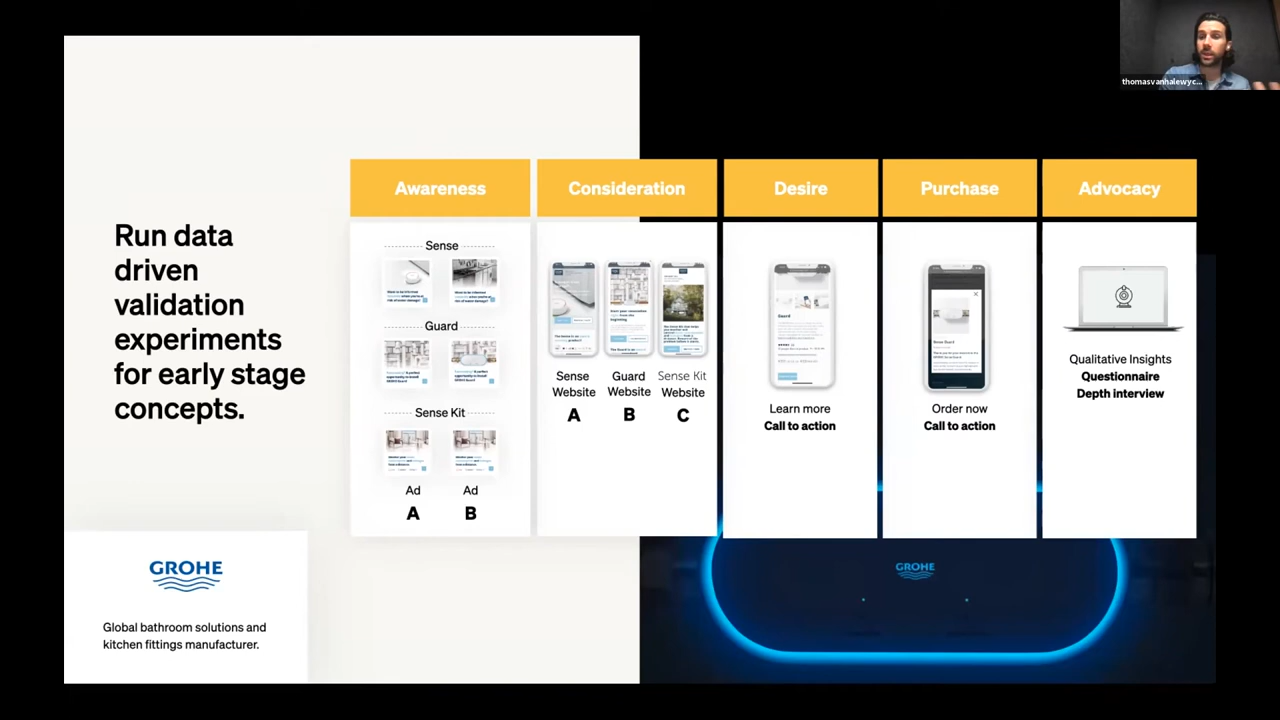 thomasvanhalewyc...
Run data
driven
validation
experiments
for early stage
concepts.
GROHE
Global bathroom solutions and
kitchen fittings manufacturer.
Awareness
Sense
Guard
Sense Kit
Ad
Ad
A
B
Consideration
Sense
Website
A
Guard
Website
B
Sense Kit
Website
C
Desire
Guard
Learn more
Call to action
Purchase
Order now
Call to action
Advocacy
Qualitative Insights
Questionnaire
Depth interview
GROHE